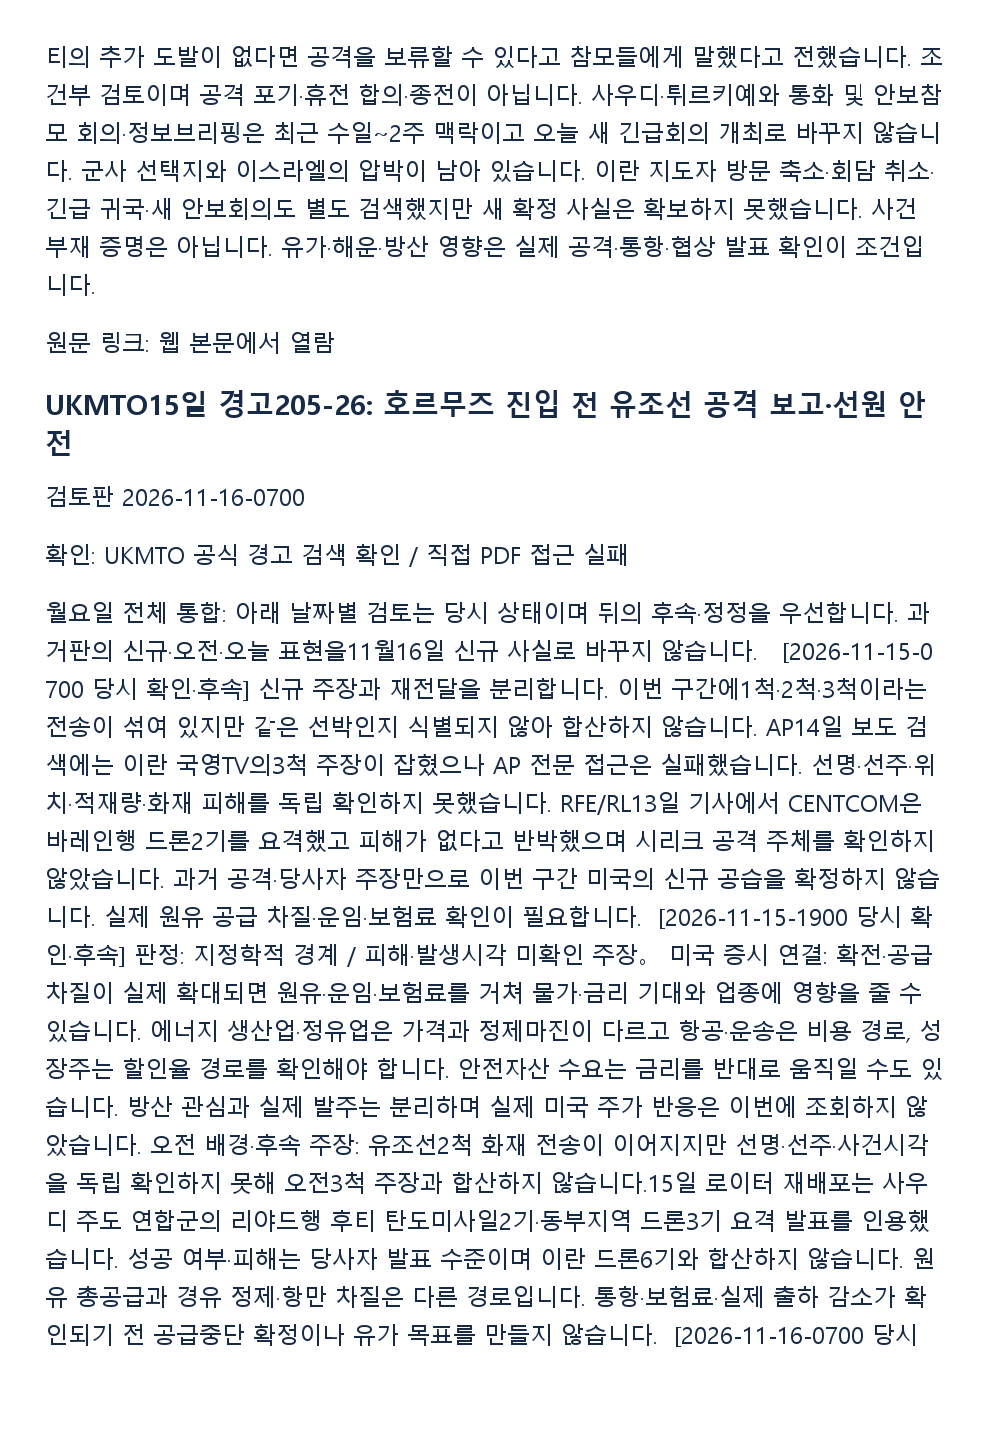 티의 추가 도발이 없다면 공격을 보류할 수 있다고 참모들에게 말했다고 전했습니다. 조
건부 검토이며 공격 포기·휴전 합의·종전이 아닙니다. 사우디·튀르키예와 통화 및 안보참
모 회의·정보브리핑은 최근 수일~2주 맥락이고 오늘 새 긴급회의 개최로 바꾸지 않습니
다. 군사 선택지와 이스라엘의 압박이 남아 있습니다. 이란 지도자 방문 축소·회담 취소·
긴급 귀국·새 안보회의도 별도 검색했지만 새 확정 사실은 확보하지 못했습니다. 사건
부재 증명은 아닙니다. 유가·해운·방산 영향은 실제 공격·통항·협상 발표 확인이 조건입
니다.
원문 링크: 웹 본문에서 열람
UKMTO15일 경고205-26: 호르무즈 진입 전 유조선 공격 보고·선원 안
전
검토판 2026-11-16-0700
확인: UKMTO 공식 경고 검색 확인 / 직접 PDF 접근 실패
월요일 전체 통합: 아래 날짜별 검토는 당시 상태이며 뒤의 후속·정정을 우선합니다. 과
거판의 신규·오전·오늘 표현을11월16일 신규 사실로 바꾸지 않습니다.   [2026-11-15-0
700 당시 확인·후속] 신규 주장과 재전달을 분리합니다. 이번 구간에1척·2척·3척이라는
전송이 섞여 있지만 같은 선박인지 식별되지 않아 합산하지 않습니다. AP14일 보도 검
색에는 이란 국영TV의3척 주장이 잡혔으나 AP 전문 접근은 실패했습니다. 선명·선주·위
치·적재량·화재 피해를 독립 확인하지 못했습니다. RFE/RL13일 기사에서 CENTCOM은
바레인행 드론2기를 요격했고 피해가 없다고 반박했으며 시리크 공격 주체를 확인하지
않았습니다. 과거 공격·당사자 주장만으로 이번 구간 미국의 신규 공습을 확정하지 않습
니다. 실제 원유 공급 차질·운임·보험료 확인이 필요합니다.  [2026-11-15-1900 당시 확
인·후속] 판정: 지정학적 경계 / 피해·발생시각 미확인 주장。 미국 증시 연결: 확전·공급
차질이 실제 확대되면 원유·운임·보험료를 거쳐 물가·금리 기대와 업종에 영향을 줄 수
있습니다. 에너지 생산업·정유업은 가격과 정제마진이 다르고 항공·운송은 비용 경로, 성
장주는 할인율 경로를 확인해야 합니다. 안전자산 수요는 금리를 반대로 움직일 수도 있
습니다. 방산 관심과 실제 발주는 분리하며 실제 미국 주가 반응은 이번에 조회하지 않
았습니다. 오전 배경·후속 주장: 유조선2척 화재 전송이 이어지지만 선명·선주·사건시각
을 독립 확인하지 못해 오전3척 주장과 합산하지 않습니다.15일 로이터 재배포는 사우
디 주도 연합군의 리야드행 후티 탄도미사일2기·동부지역 드론3기 요격 발표를 인용했
습니다. 성공 여부·피해는 당사자 발표 수준이며 이란 드론6기와 합산하지 않습니다. 원
유 총공급과 경유 정제·항만 차질은 다른 경로입니다. 통항·보험료·실제 출하 감소가 확
인되기 전 공급중단 확정이나 유가 목표를 만들지 않습니다.  [2026-11-16-0700 당시